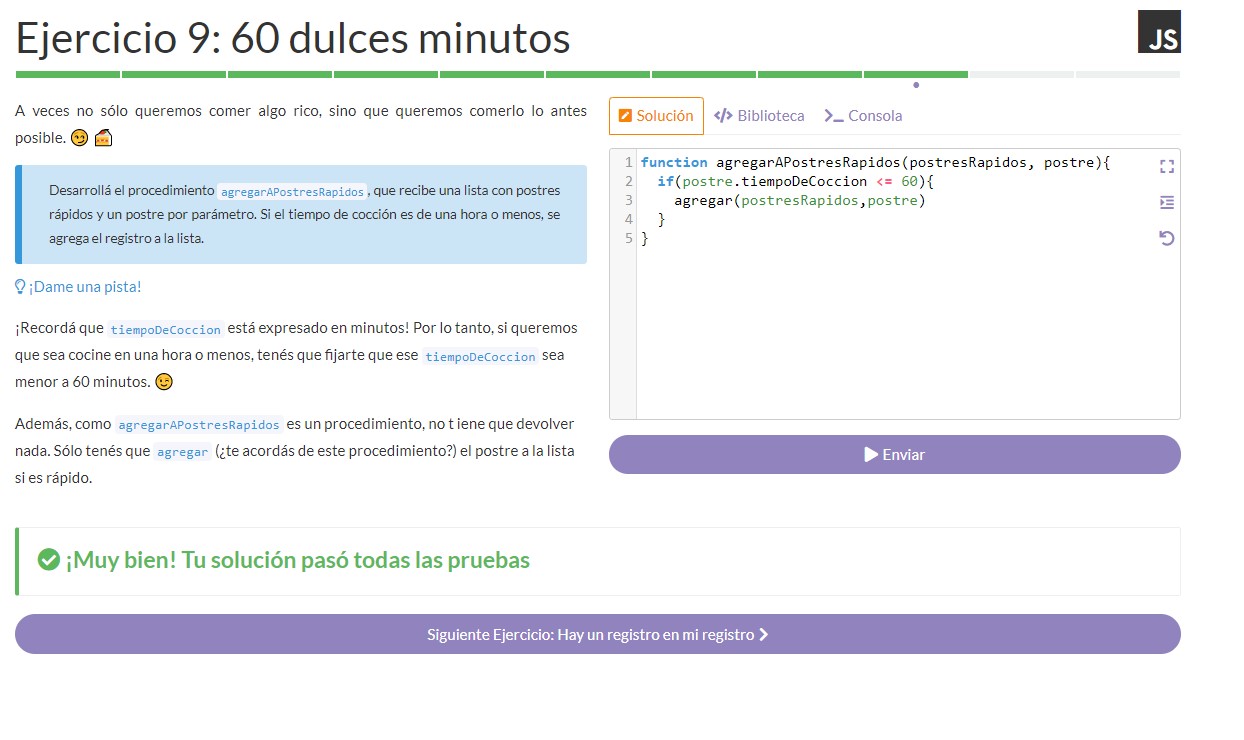 Ejercicio 9: 60 dulces minutos
JS
A veces no sólo queremos comer algo rico, sino que queremos comerlo lo antes
posible. 😏 🍰
Desarrollá el procedimiento agregarAPostresRapidos, que recibe una lista con postres
rápidos y un postre por parámetro. Si el tiempo de cocción es de una hora o menos, se
agrega el registro a la lista.
¡Dame una pista!
¡Recordá que tiempoDeCoccion está expresado en minutos! Por lo tanto, si queremos
que sea cocine en una hora o menos, tenés que fijarte que ese tiempoDeCoccion sea
menor a 60 minutos. 😉
Además, como agregarAPostresRapidos es un procedimiento, no t iene que devolver
nada. Sólo tenés que agregar (¿te acordás de este procedimiento?) el postre a la lista
si es rápido.
Solución </> Biblioteca >_ Consola
1 function agregarAPostresRapidos(postresRapidos, postre){
2   if(postre.tiempoDeCoccion <= 60){
3     agregar(postresRapidos,postre)
4   }
5 }
Enviar
¡Muy bien! Tu solución pasó todas las pruebas
Siguiente Ejercicio: Hay un registro en mi registro